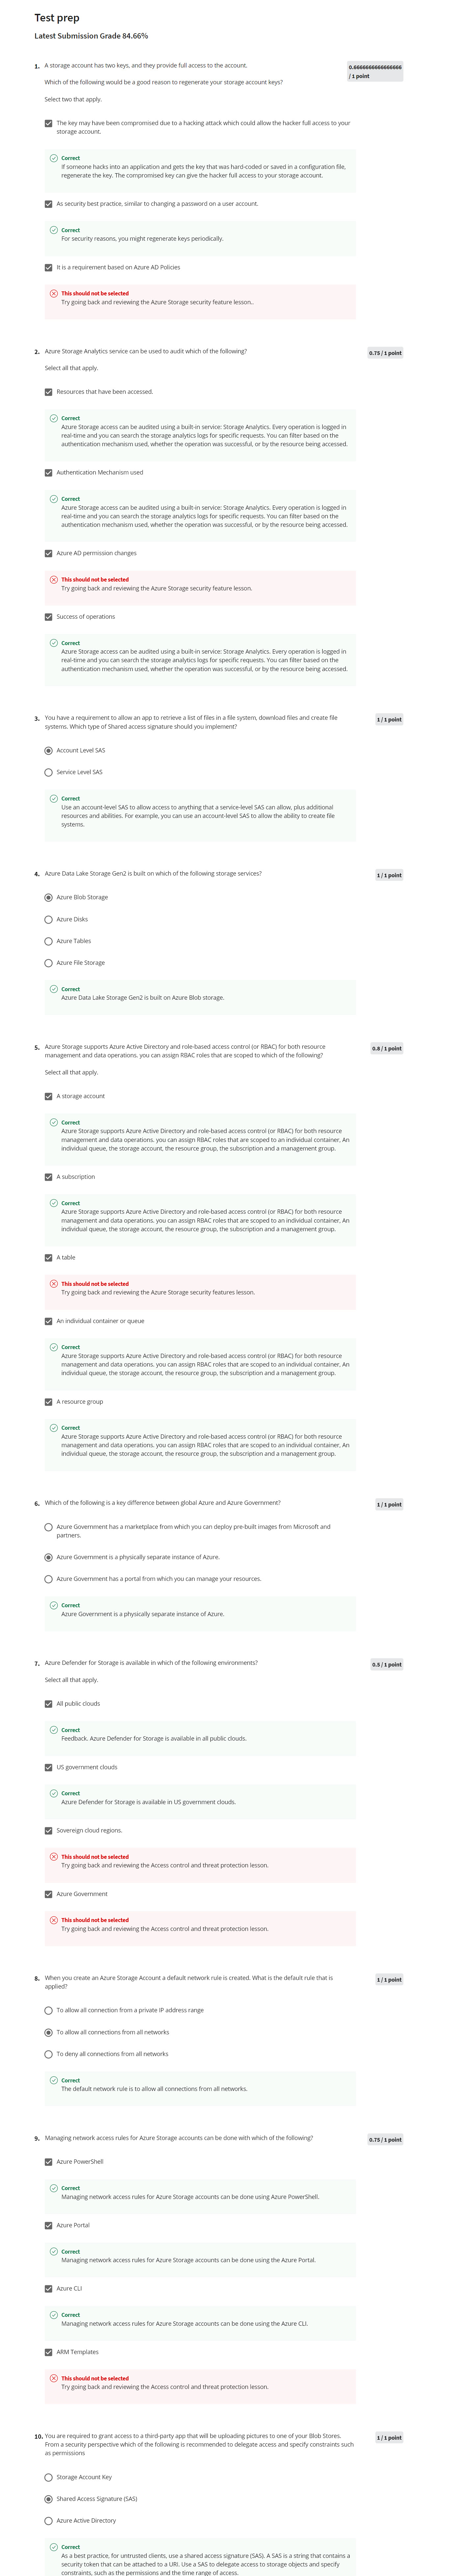 Test prep
Latest Submission Grade 84.66%
1. A storage account has two keys, and they provide full access to the account.
0.6666666666666666 / 1 point
Which of the following would be a good reason to regenerate your storage account keys?
Select two that apply.
The key may have been compromised due to a hacking attack which could allow the hacker full access to your
storage account.
Correct
If someone hacks into an application and gets the key that was hard-coded or saved in a configuration file,
regenerate the key. The compromised key can give the hacker full access to your storage account.
As security best practice, similar to changing a password on a user account.
Correct
For security reasons, you might regenerate keys periodically.
It is a requirement based on Azure AD Policies
This should not be selected
Try going back and reviewing the Azure Storage security feature lesson..
2. Azure Storage Analytics service can be used to audit which of the following?
0.75 / 1 point
Select all that apply.
Resources that have been accessed.
Correct
Azure Storage access can be audited using a built-in service: Storage Analytics. Every operation is logged in
real-time and you can search the storage analytics logs for specific requests. You can filter based on the
authentication mechanism used, whether the operation was successful, or by the resource being accessed.
Authentication Mechanism used
Correct
Azure Storage access can be audited using a built-in service: Storage Analytics. Every operation is logged in
real-time and you can search the storage analytics logs for specific requests. You can filter based on the
authentication mechanism used, whether the operation was successful, or by the resource being accessed.
Azure AD permission changes
This should not be selected
Try going back and reviewing the Azure Storage security feature lesson.
Success of operations
Correct
Azure Storage access can be audited using a built-in service: Storage Analytics. Every operation is logged in
real-time and you can search the storage analytics logs for specific requests. You can filter based on the
authentication mechanism used, whether the operation was successful, or by the resource being accessed.
3. You have a requirement to allow an app to retrieve a list of files in a file system, download files and create file
systems. Which type of Shared access signature should you implement?
1 / 1 point
Account Level SAS
Service Level SAS
Correct
Use an account-level SAS to allow access to anything that a service-level SAS can allow, plus additional
resources and abilities. For example, you can use an account-level SAS to allow the ability to create file
systems.
4. Azure Data Lake Storage Gen2 is built on which of the following storage services?
1 / 1 point
Azure Blob Storage
Azure Disks
Azure Tables
Azure File Storage
Correct
Azure Data Lake Storage Gen2 is built on Azure Blob storage.
5. Azure Storage supports Azure Active Directory and role-based access control (or RBAC) for both resource
management and data operations. you can assign RBAC roles that are scoped to which of the following?
0.8 / 1 point
Select all that apply.
A storage account
Correct
Azure Storage supports Azure Active Directory and role-based access control (or RBAC) for both resource
management and data operations. you can assign RBAC roles that are scoped to an individual container. An
individual queue, the storage account, the resource group, the subscription and a management group.
A subscription
Correct
Azure Storage supports Azure Active Directory and role-based access control (or RBAC) for both resource
management and data operations. you can assign RBAC roles that are scoped to an individual container. An
individual queue, the storage account, the resource group, the subscription and a management group.
A table
This should not be selected
Try going back and reviewing the Azure Storage security features lesson.
An individual container or queue
Correct
Azure Storage supports Azure Active Directory and role-based access control (or RBAC) for both resource
management and data operations. you can assign RBAC roles that are scoped to an individual container. An
individual queue, the storage account, the resource group, the subscription and a management group.
A resource group
Correct
Azure Storage supports Azure Active Directory and role-based access control (or RBAC) for both resource
management and data operations. you can assign RBAC roles that are scoped to an individual container. An
individual queue, the storage account, the resource group, the subscription and a management group.
6. Which of the following is a key difference between global Azure and Azure Government?
1 / 1 point
Azure Government has a marketplace from which you can deploy pre-built images from Microsoft and
partners.
Azure Government is a physically separate instance of Azure.
Azure Government has a portal from which you can manage your resources.
Correct
Azure Government is a physically separate instance of Azure.
7. Azure Defender for Storage is available in which of the following environments?
0.5 / 1 point
Select all that apply.
All public clouds
Correct
Feedback. Azure Defender for Storage is available in all public clouds.
US government clouds
Correct
Azure Defender for Storage is available in US government clouds.
Sovereign cloud regions.
This should not be selected
Try going back and reviewing the Access control and threat protection lesson.
Azure Government
This should not be selected
Try going back and reviewing the Access control and threat protection lesson.
8. When you create an Azure Storage Account a default network rule is created. What is the default rule that is
applied?
1 / 1 point
To allow all connection from a private IP address range
To allow all connections from all networks
To deny all connections from all networks
Correct
The default network rule is to allow all connections from all networks.
9. Managing network access rules for Azure Storage accounts can be done with which of the following?
0.75 / 1 point
Azure PowerShell
Correct
Managing network access rules for Azure Storage accounts can be done using Azure PowerShell.
Azure Portal
Correct
Managing network access rules for Azure Storage accounts can be done using the Azure Portal.
Azure CLI
Correct
Managing network access rules for Azure Storage accounts can be done using the Azure CLI.
ARM Templates
This should not be selected
Try going back and reviewing the Access control and threat protection lesson.
10. You are required to grant access to a third-party app that will be uploading pictures to one of your Blob Stores.
From a security perspective which of the following is recommended to delegate access and specify constraints such
as permissions
1 / 1 point
Storage Account Key
Shared Access Signature (SAS)
Azure Active Directory
Correct
As a best practice, for untrusted clients, use a shared access signature (SAS). A SAS is a string that contains a
security token that can be attached to a URI. Use a SAS to delegate access to storage objects and specify
constraints, such as the permissions and the time range of access.